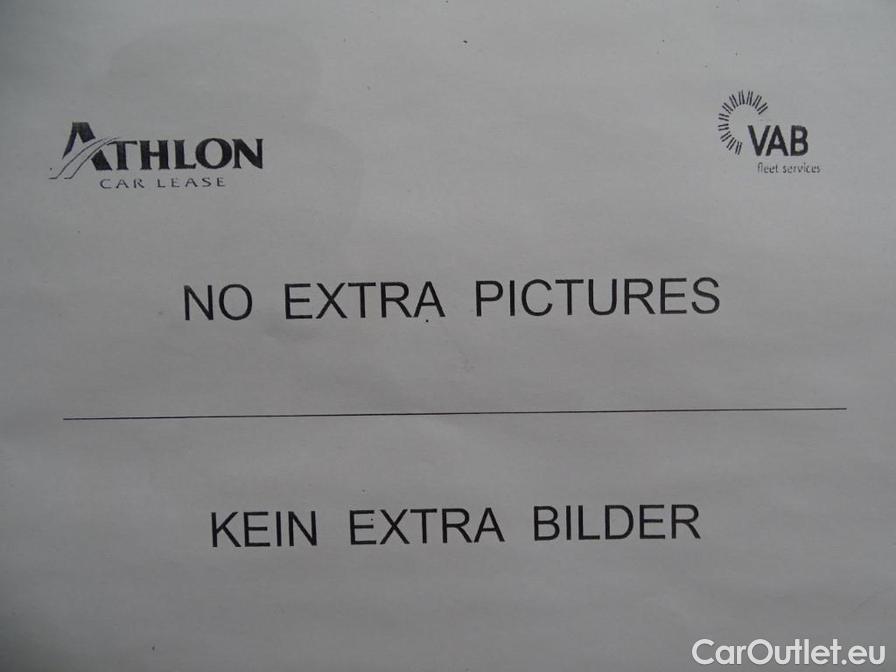 ATHLON
CAR LEASE
VAB
fleet services
NO EXTRA PICTURES
KEIN EXTRA BILDER
CarOutlet.eu